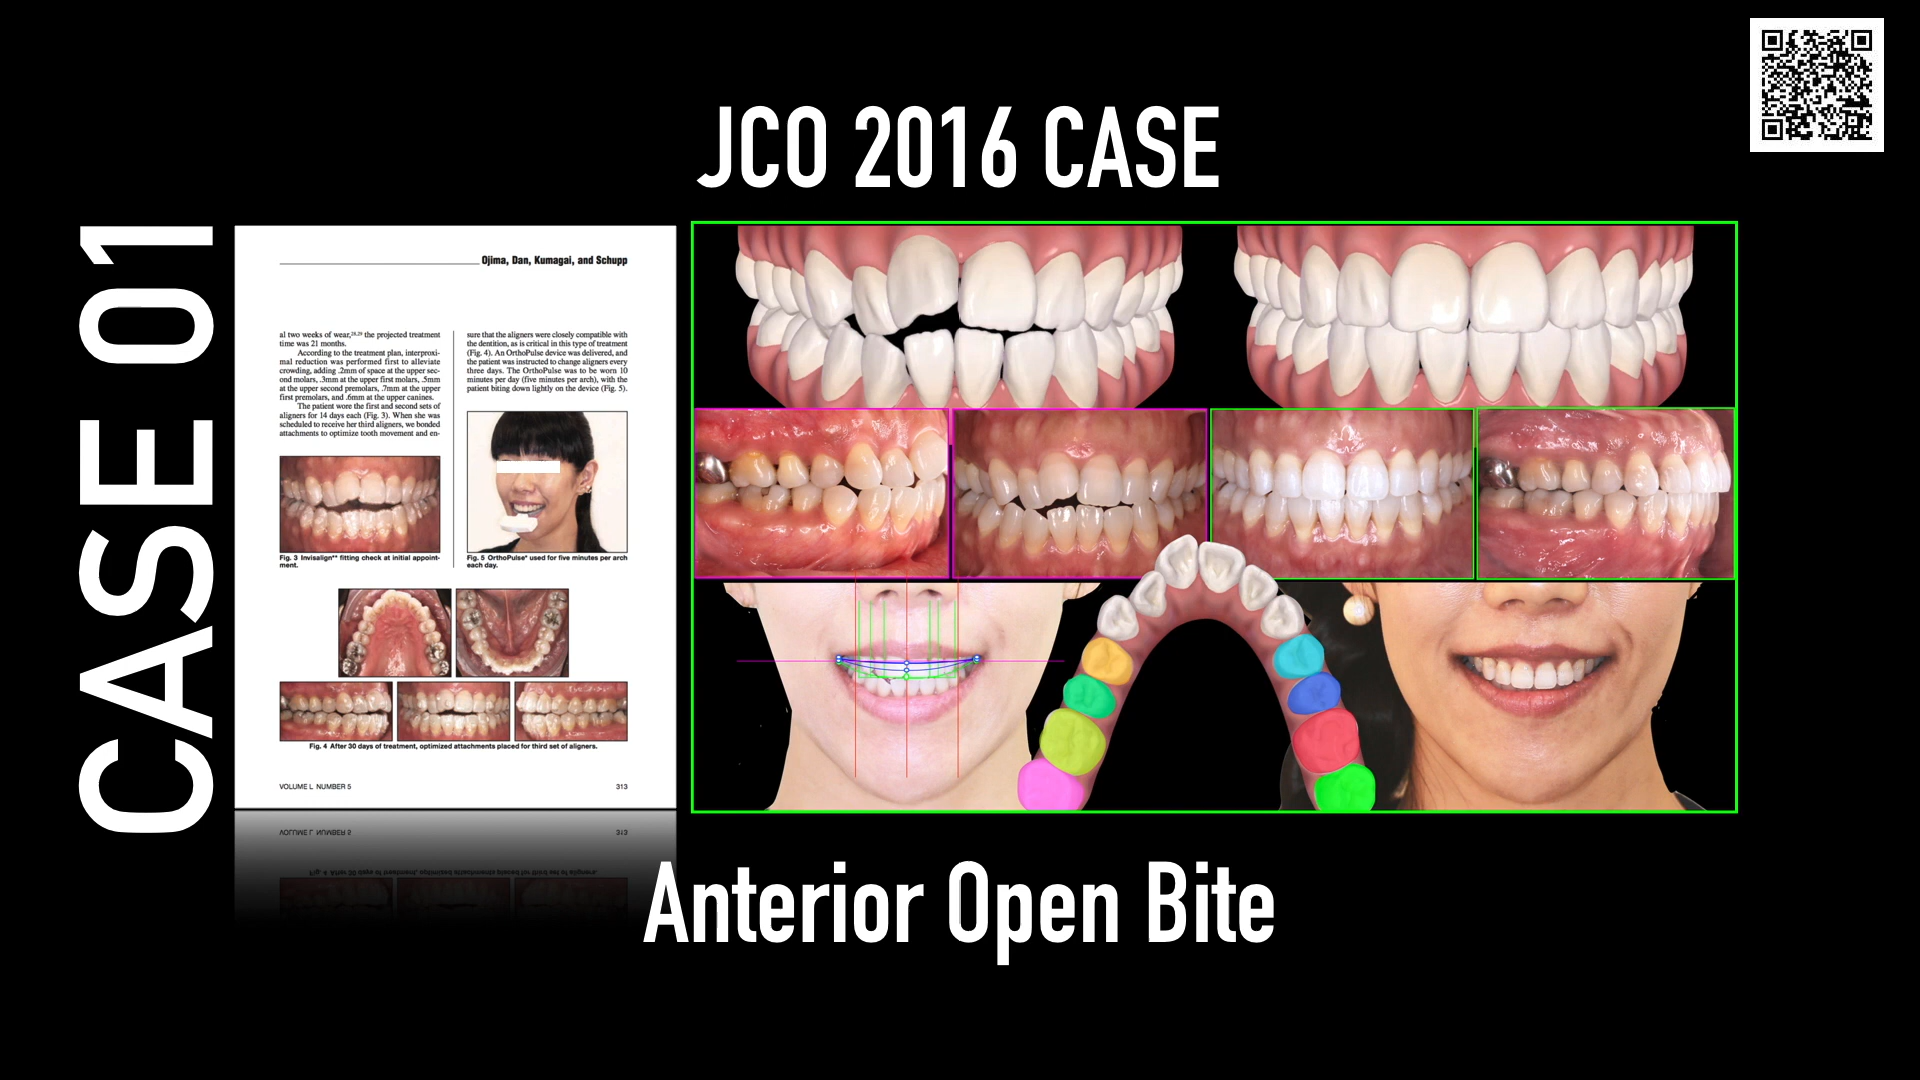 JCO 2016 CASE
CASE 01
Ojima, Dan, Kumagai, and Schupp
al two weeks of wear,28,29 the projected treatment
time was 21 months.
According to the treatment plan, interproxi-
mal reduction was performed first to alleviate
crowding, adding .2mm of space at the upper sec-
ond molars, .3mm at the upper first molars, .5mm
at the upper second premolars, .7mm at the upper
first premolars, and .6mm at the upper canines.
The patient wore the first and second sets of
aligners for 14 days each (Fig. 3). When she was
scheduled to receive her third aligners, we bonded
attachments to optimize tooth movement and en-
sure that the aligners were closely compatible with
the dentition, as is critical in this type of treatment
(Fig. 4). An OrthoPulse device was delivered, and
the patient was instructed to change aligners every
three days. The OrthoPulse was to be worn 10
minutes per day (five minutes per arch), with the
patient biting down lightly on the device (Fig. 5).
Fig. 3 Invisalign** fitting check at initial appoint-
ment.
Fig. 5 OrthoPulse* used for five minutes per arch
each day.
Fig. 4 After 30 days of treatment, optimized attachments placed for third set of aligners.
VOLUME L NUMBER 5
313
Anterior Open Bite